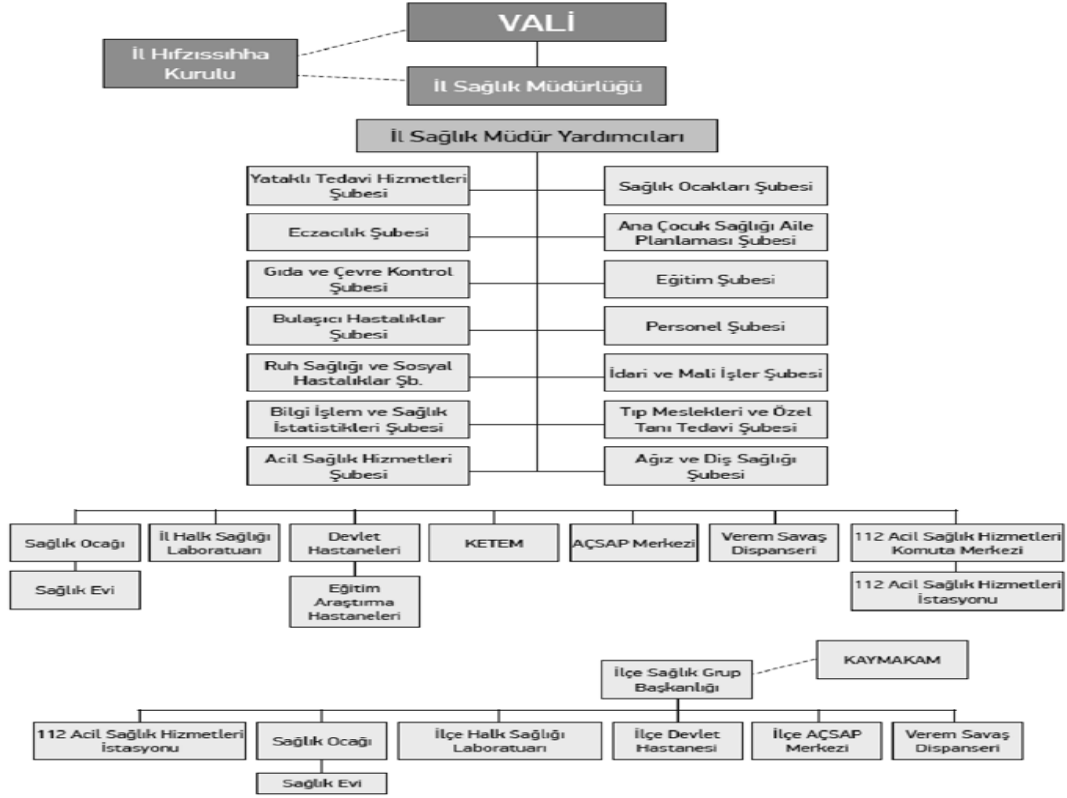 VALİ
İl Hıfzıssıhha
Kurulu
İl Sağlık Müdürlüğü
İl Sağlık Müdür Yardımcıları
Yataklı Tedavi Hizmetleri
Şubesi
Sağlık Ocakları Şubesi
Eczacılık Şubesi
Ana Çocuk Sağlığı Aile
Planlaması Şubesi
Gıda ve Çevre Kontrol
Şubesi
Eğitim Şubesi
Bulaşıcı Hastalıklar
Şubesi
Personel Şubesi
Ruh Sağlığı ve Sosyal
Hastalıklar Şb.
İdari ve Mali İşler Şubesi
Bilgi İşlem ve Sağlık
İstatistikleri Şubesi
Tıp Meslekleri ve Özel
Tanı Tedavi Şubesi
Acil Sağlık Hizmetleri
Şubesi
Ağız ve Diş Sağlığı
Şubesi
Sağlık Ocağı
İl Halk Sağlığı
Laboratuarı
Devlet
Hastaneleri
KETEM
AÇSAP Merkezi
Verem Savaş
Dispanseri
112 Acil Sağlık Hizmetleri
Komuta Merkezi
Sağlık Evi
Eğitim
Araştırma
Hastaneleri
112 Acil Sağlık Hizmetleri
İstasyonu
KAYMAKAM
İlçe Sağlık Grup
Başkanlığı
112 Acil Sağlık Hizmetleri
İstasyonu
Sağlık Ocağı
İlçe Halk Sağlığı
Laboratuarı
İlçe Devlet
Hastanesi
İlçe AÇSAP
Merkezi
Verem Savaş
Dispanseri
Sağlık Evi